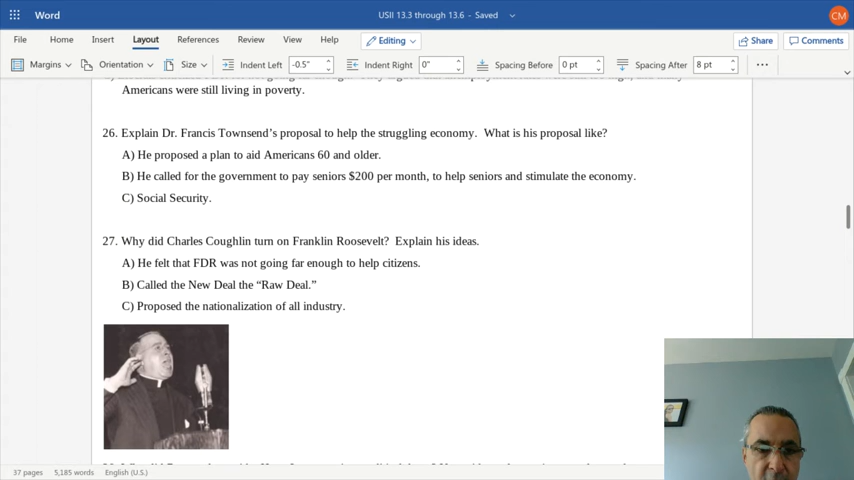 Word
USII 13.3 through 13.6 - Saved
CM
File Home Insert Layout References Review View Help Editing Share Comments
Margins Orientation Size Indent Left -0.5" Indent Right 0" Spacing Before 0 pt Spacing After 8 pt
Americans were still living in poverty.
26. Explain Dr. Francis Townsend's proposal to help the struggling economy. What is his proposal like?
A) He proposed a plan to aid Americans 60 and older.
B) He called for the government to pay seniors $200 per month, to help seniors and stimulate the economy.
C) Social Security.
27. Why did Charles Coughlin turn on Franklin Roosevelt? Explain his ideas.
A) He felt that FDR was not going far enough to help citizens.
B) Called the New Deal the “Raw Deal.”
C) Proposed the nationalization of all industry.
37 pages 5,185 words English (U.S.)